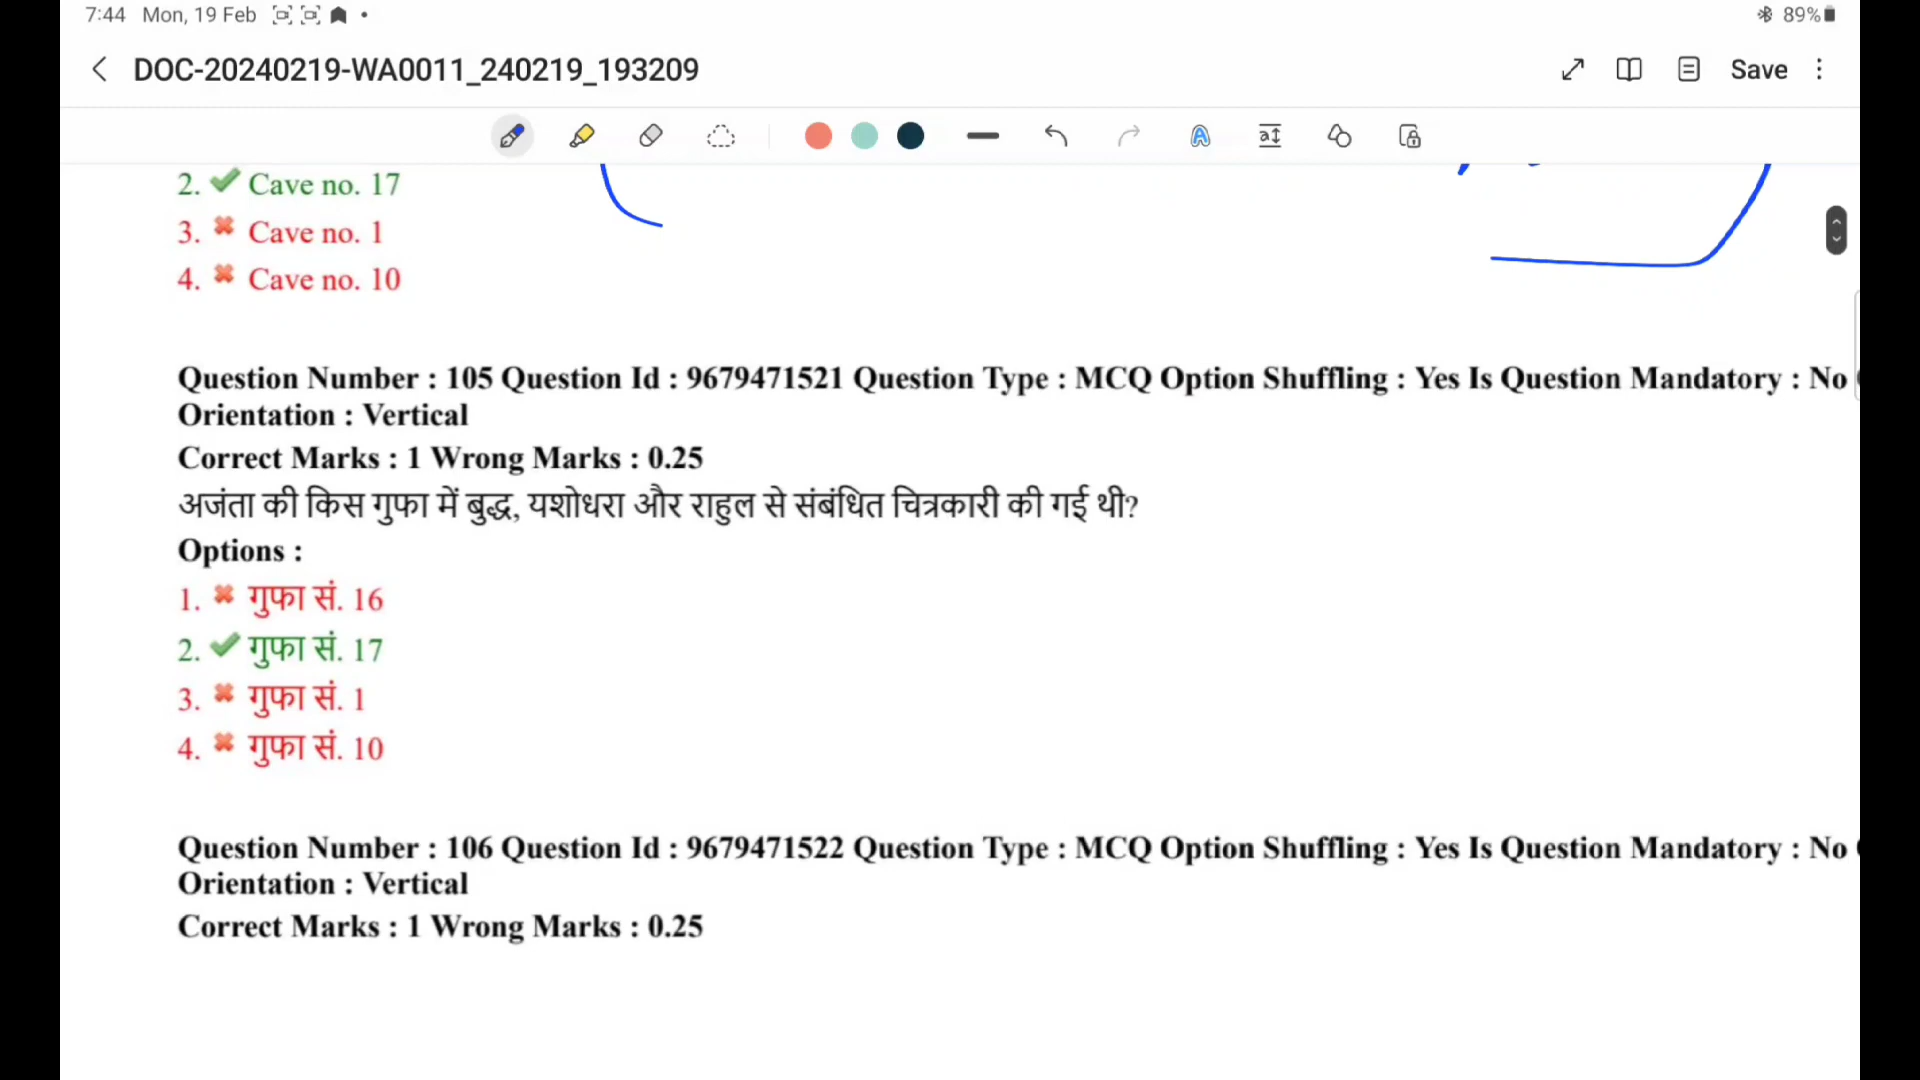 7:44 Mon, 19 Feb
89%
DOC-20240219-WA0011_240219_193209
Save
2. Cave no. 17
3. Cave no. 1
4. Cave no. 10
Question Number : 105 Question Id : 9679471521 Question Type : MCQ Option Shuffling : Yes Is Question Mandatory : No
Orientation : Vertical
Correct Marks : 1 Wrong Marks : 0.25
अजंता की किस गुफा में बुद्ध, यशोधरा और राहुल से संबंधित चित्रकारी की गई थी?
Options :
1. गुफा सं. 16
2. गुफा सं. 17
3. गुफा सं. 1
4. गुफा सं. 10
Question Number : 106 Question Id : 9679471522 Question Type : MCQ Option Shuffling : Yes Is Question Mandatory : No
Orientation : Vertical
Correct Marks : 1 Wrong Marks : 0.25